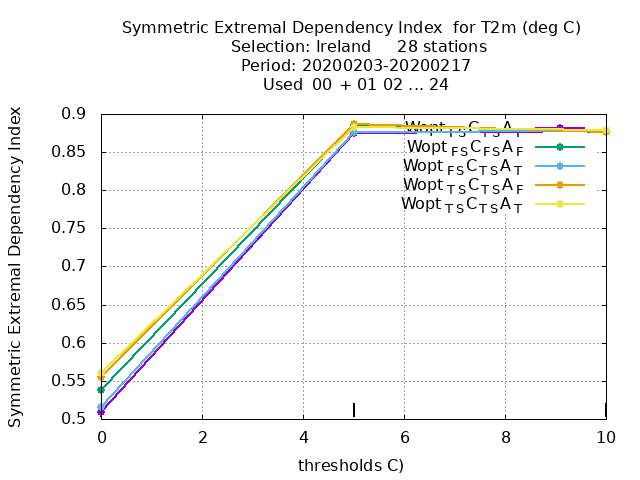 Symmetric Extremal Dependency Index for T2m (deg C)
Selection: Ireland 28 stations
Period: 20200203-20200217
Used 00 + 01 02 ... 24
Symmetric Extremal Dependency Index
0.9
0.85
0.8
0.75
0.7
0.65
0.6
0.55
0.5
Wopt FS C FS A
Wopt FS C FS A F
Wopt FS C TS A T
Wopt TS C TS A F
Wopt TS C TS A T
0 2 4 6 8 10
thresholds C)